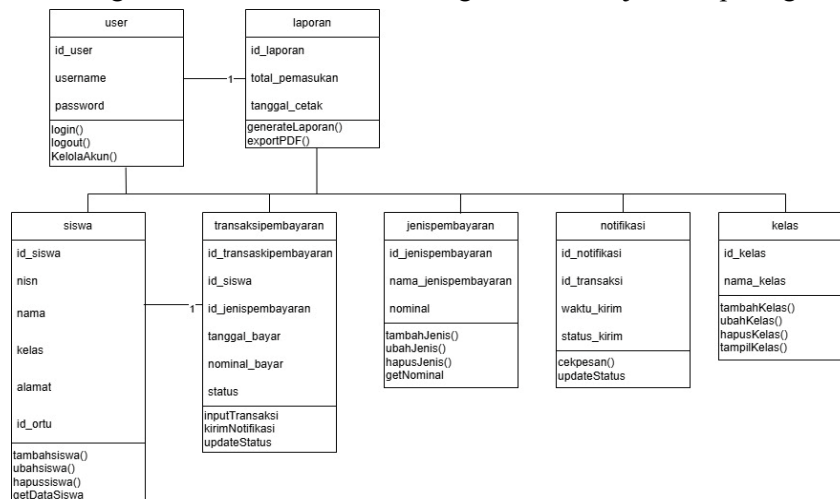 user
id_user
username
password
login()
logout()
KelolaAkun()
1
laporan
id_laporan
total_pemasukan
tanggal_cetak
generateLaporan()
exportPDF()
siswa
id_siswa
nisn
nama
kelas
alamat
id_ortu
tambahsiswa()
ubahsiswa()
hapussiswa()
getDataSiswa
1
transaksipembayaran
id_transaskipembayaran
id_siswa
id_jenispembayaran
tanggal_bayar
nominal_bayar
status
inputTransaksi
kirimNotifikasi
updateStatus
jenispembayaran
id_jenispembayaran
nama_jenispembayaran
nominal
tambahJenis()
ubahJenis()
hapusJenis()
getNominal
notifikasi
id_notifikasi
id_transaksi
waktu_kirim
status_kirim
cekpesan()
updateStatus
kelas
id_kelas
nama_kelas
tambahKelas()
ubahKelas()
hapusKelas()
tampilKelas()